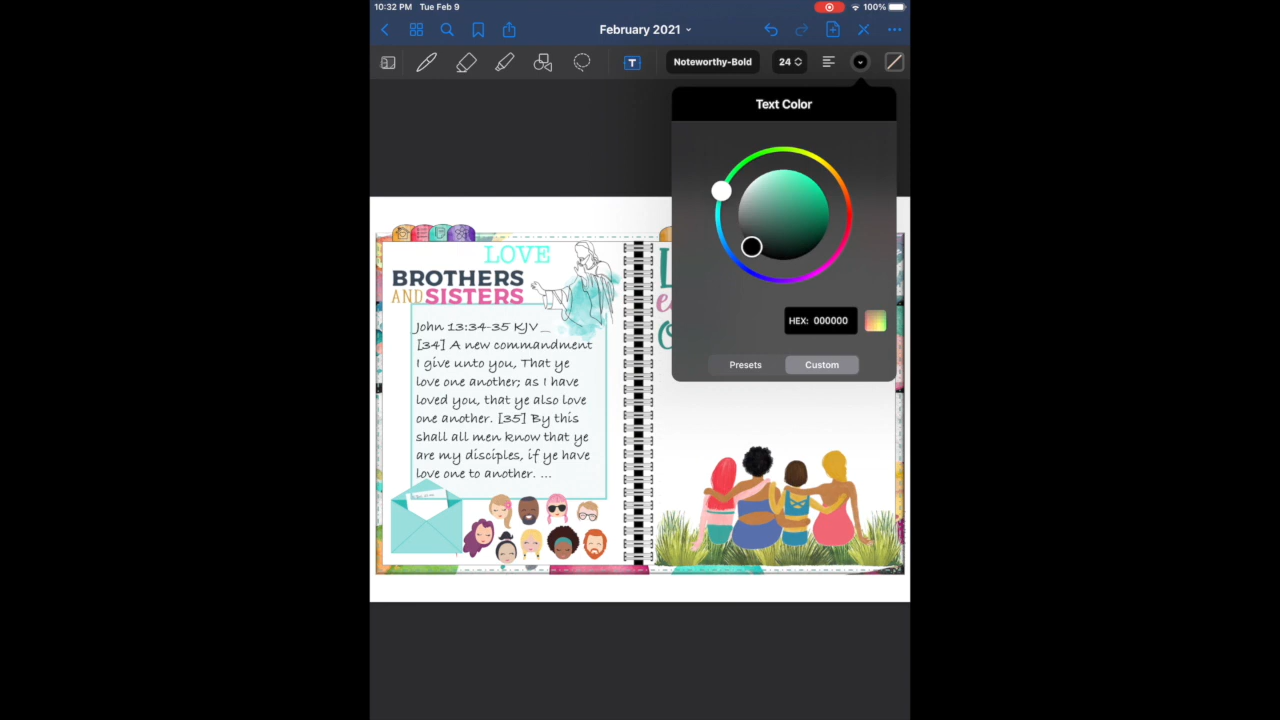 10:32 PM Tue Feb 9
100%
February 2021
T
Noteworthy-Bold
24
Text Color
HEX: 000000
Presets
Custom
LOVE
BROTHERS
AND SISTERS
John 13:34-35 KJV_
[34] A new commandment
I give unto you, That ye
love one another; as I have
loved you, that ye also love
one another. [35] By this
shall all men know that ye
are my disciples, if ye have
love one to another. ...